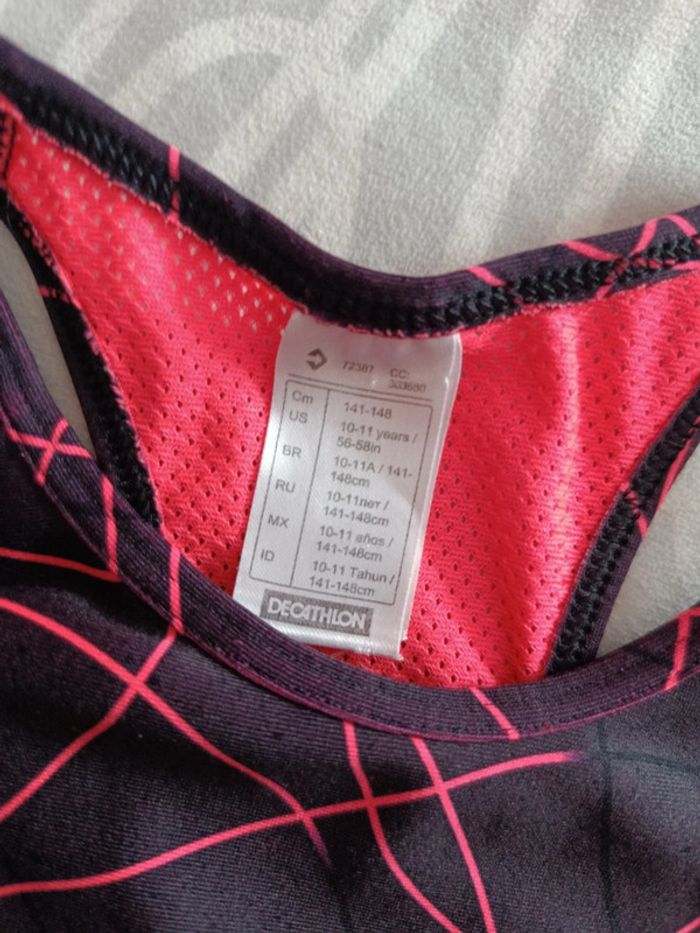 72387 CC:
303680
Cm 141-148
US 10-11 years /
56-58in
BR 10-11A / 141-
148cm
RU 10-11лет /
141-148cm
MX 10-11 años /
141-148cm
ID 10-11 Tahun /
141-148cm
DECATHLON